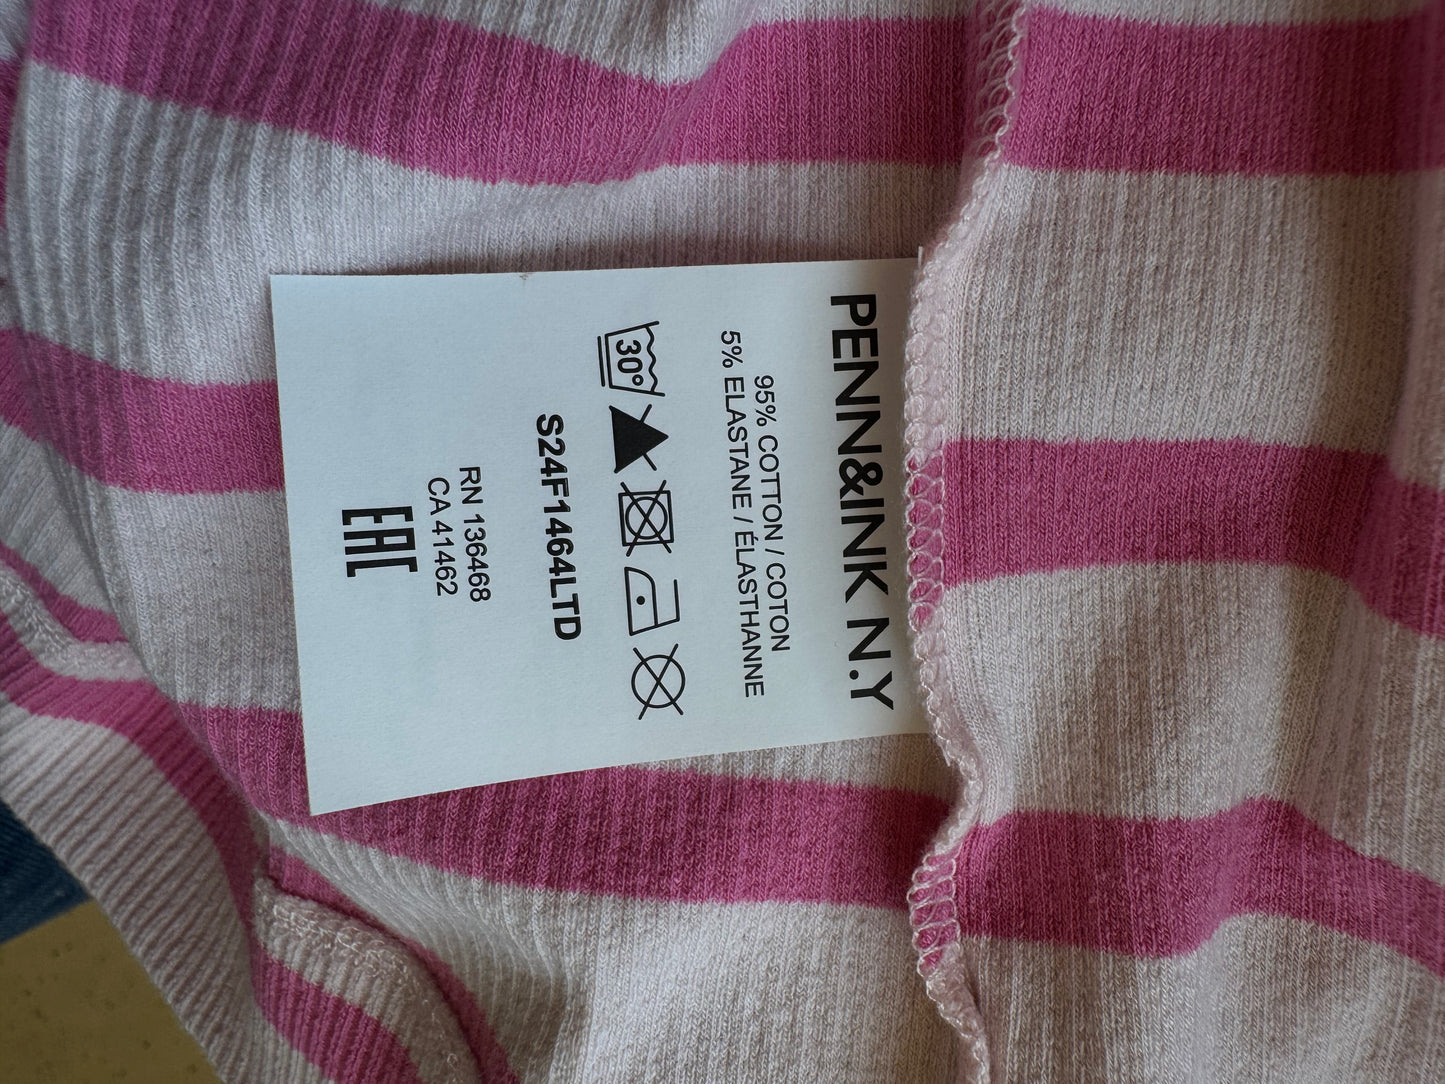 PENN&INK N.Y
95% COTTON / COTON
5% ELASTANE / ÉLASTHANNE
30°
S24F1464LTD
RN 136468
CA 41462
EAC